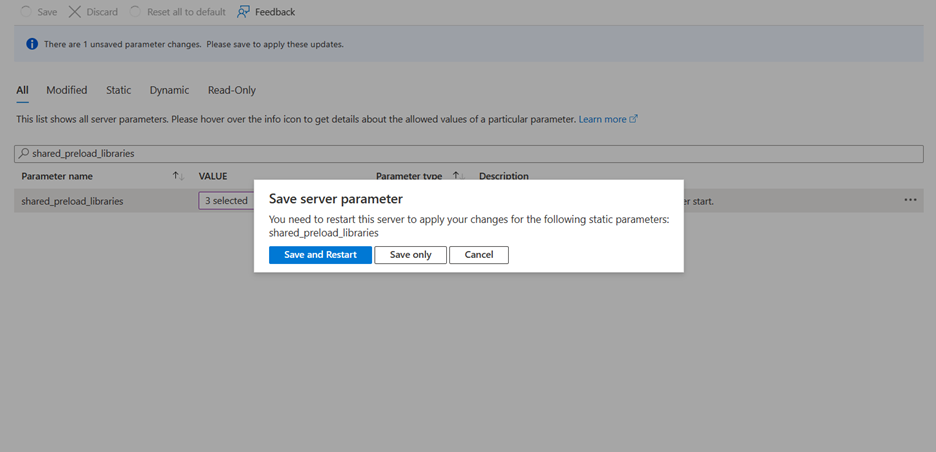 Save Discard Reset all to default Feedback
There are 1 unsaved parameter changes. Please save to apply these updates.
All Modified Static Dynamic Read-Only
This list shows all server parameters. Please hover over the info icon to get details about the allowed values of a particular parameter. Learn more
shared_preload_libraries
Parameter name VALUE Parameter type Description
shared_preload_libraries 3 selected er start.
Save server parameter
You need to restart this server to apply your changes for the following static parameters:
shared_preload_libraries
Save and Restart Save only Cancel